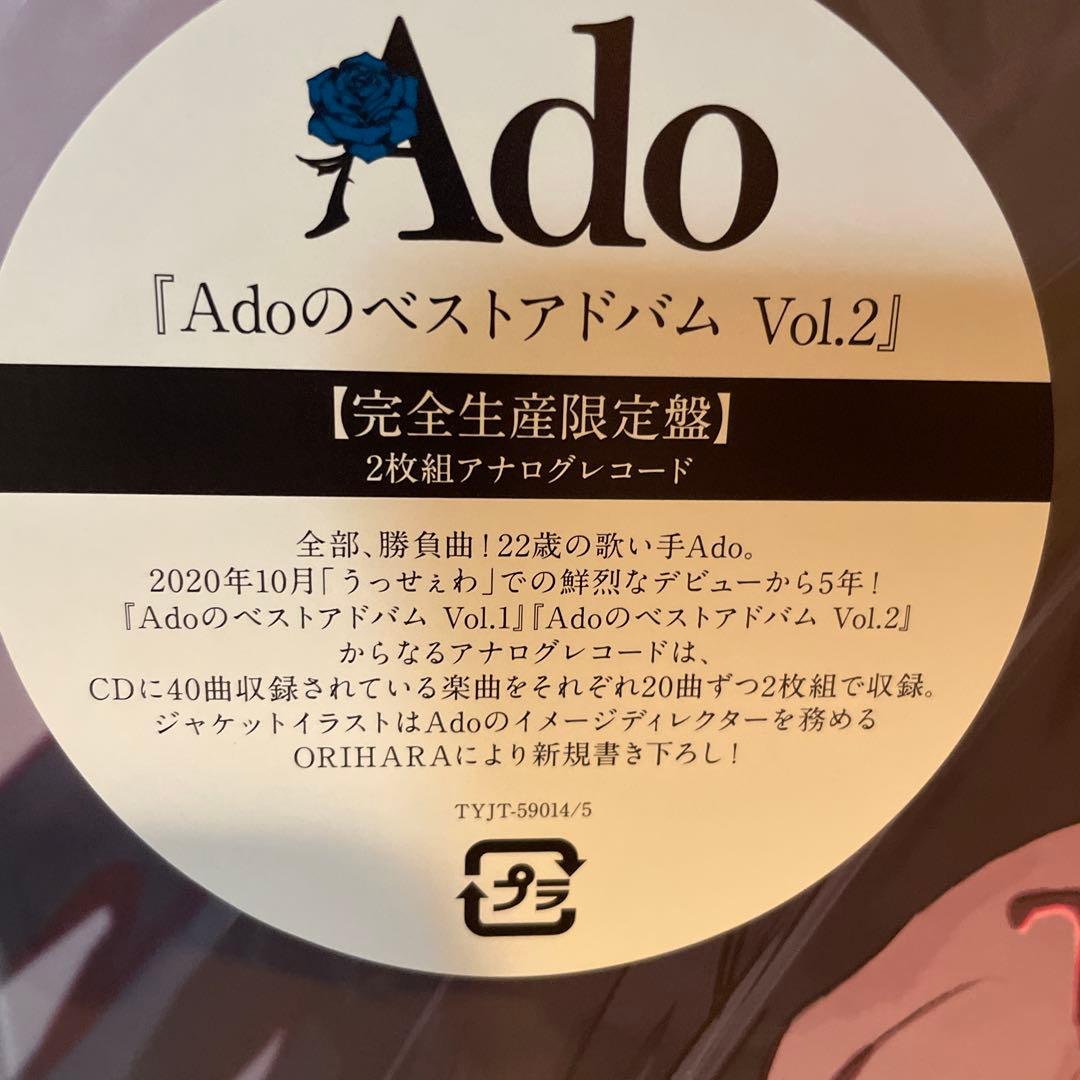 Ado
『Adoのベストアドバム Vol.2』
【完全生産限定盤】
2枚組アナログレコード
全部、勝負曲！22歳の歌い手Ado。
2020年10月「うっせぇわ」での鮮烈なデビューから5年！
『Adoのベストアドバム Vol.1』『Adoのベストアドバム Vol.2』
からなるアナログレコードは、
CDに40曲収録されている楽曲をそれぞれ20曲ずつ2枚組で収録。
ジャケットイラストはAdoのイメージディレクターを務める
ORIHARAにより新規書き下ろし！
TYJT-59014/5
プラ